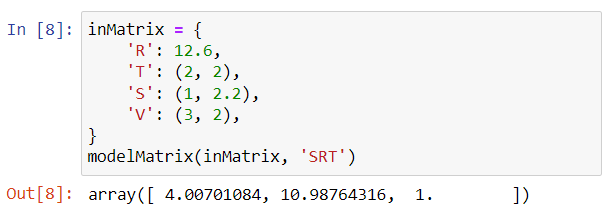 In [8]: inMatrix = {
    'R': 12.6,
    'T': (2, 2),
    'S': (1, 2.2),
    'V': (3, 2),
}
modelMatrix(inMatrix, 'SRT')
Out[8]: array([ 4.00701084, 10.98764316,  1.        ])